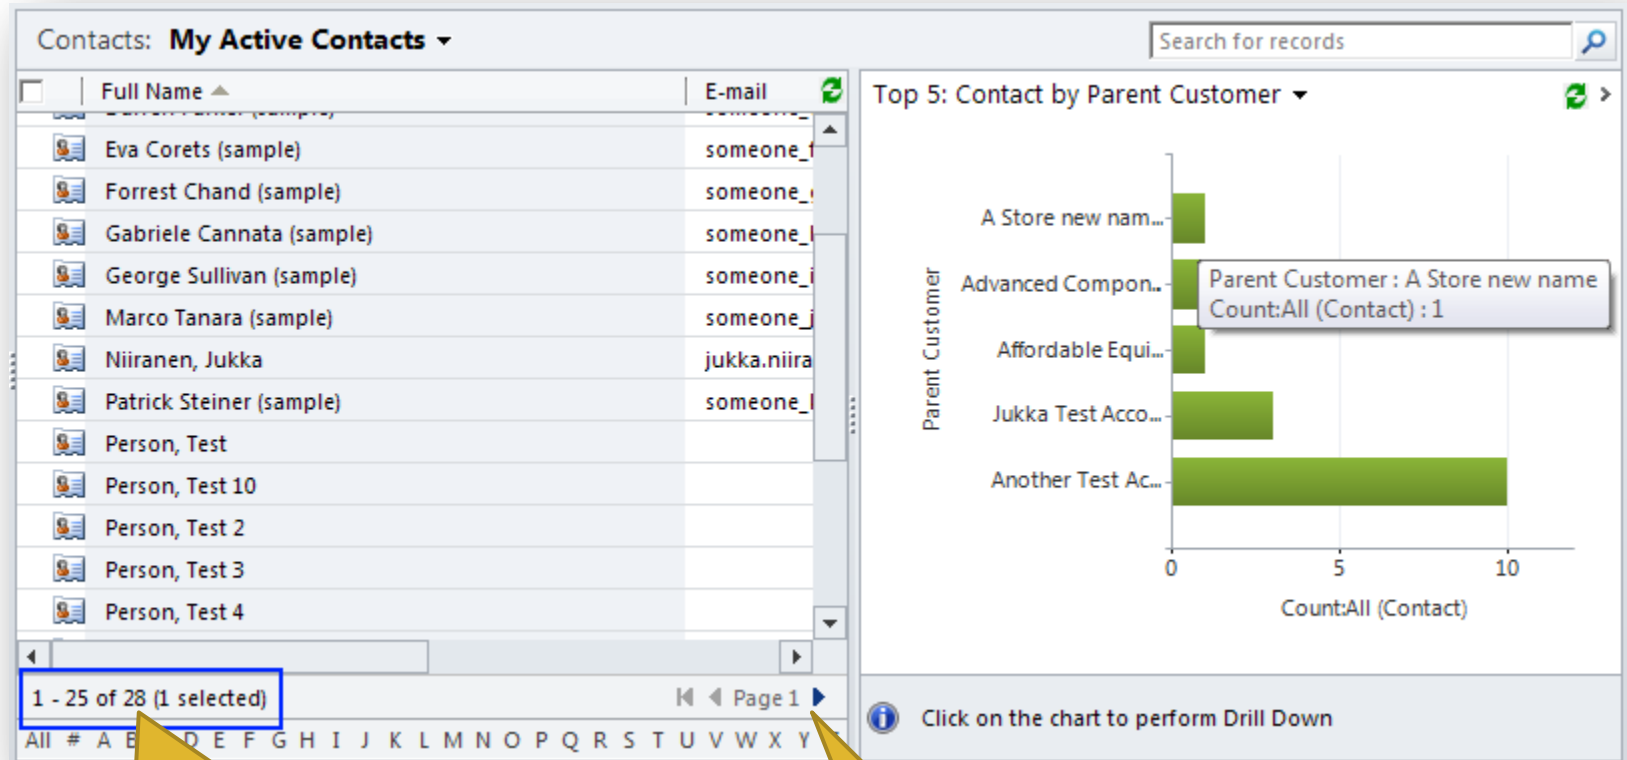 Contacts: My Active Contacts
Search for records
Full Name
E-mail
Eva Corets (sample)
someone_f
Forrest Chand (sample)
someone_
Gabriele Cannata (sample)
someone_
George Sullivan (sample)
someone_i
Marco Tanara (sample)
someone_j
Niiranen, Jukka
jukka.niira
Patrick Steiner (sample)
someone_
Person, Test
Person, Test 10
Person, Test 2
Person, Test 3
Person, Test 4
1 - 25 of 28 (1 selected)
Page 1
All # A B D E F G H I J K L M N O P Q R S T U V W X Y
Top 5: Contact by Parent Customer
Parent Customer
A Store new nam...
Advanced Compon..
Affordable Equi...
Jukka Test Acco...
Another Test Ac...
Parent Customer : A Store new name
Count:All (Contact) : 1
0 5 10
Count:All (Contact)
Click on the chart to perform Drill Down